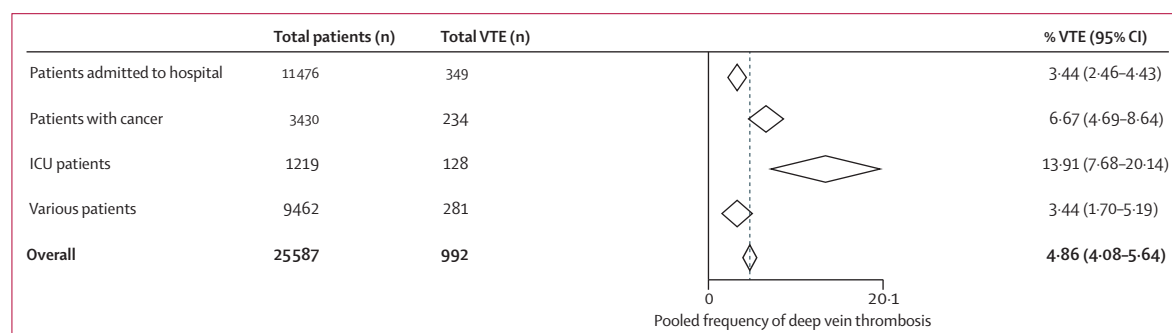 Total patients (n) Total VTE (n) % VTE (95% CI)
Patients admitted to hospital 11476 349 3·44 (2·46–4·43)
Patients with cancer 3430 234 6·67 (4·69–8·64)
ICU patients 1219 128 13·91 (7·68–20·14)
Various patients 9462 281 3·44 (1·70–5·19)
Overall 25587 992 4·86 (4·08–5·64)
0 20·1
Pooled frequency of deep vein thrombosis